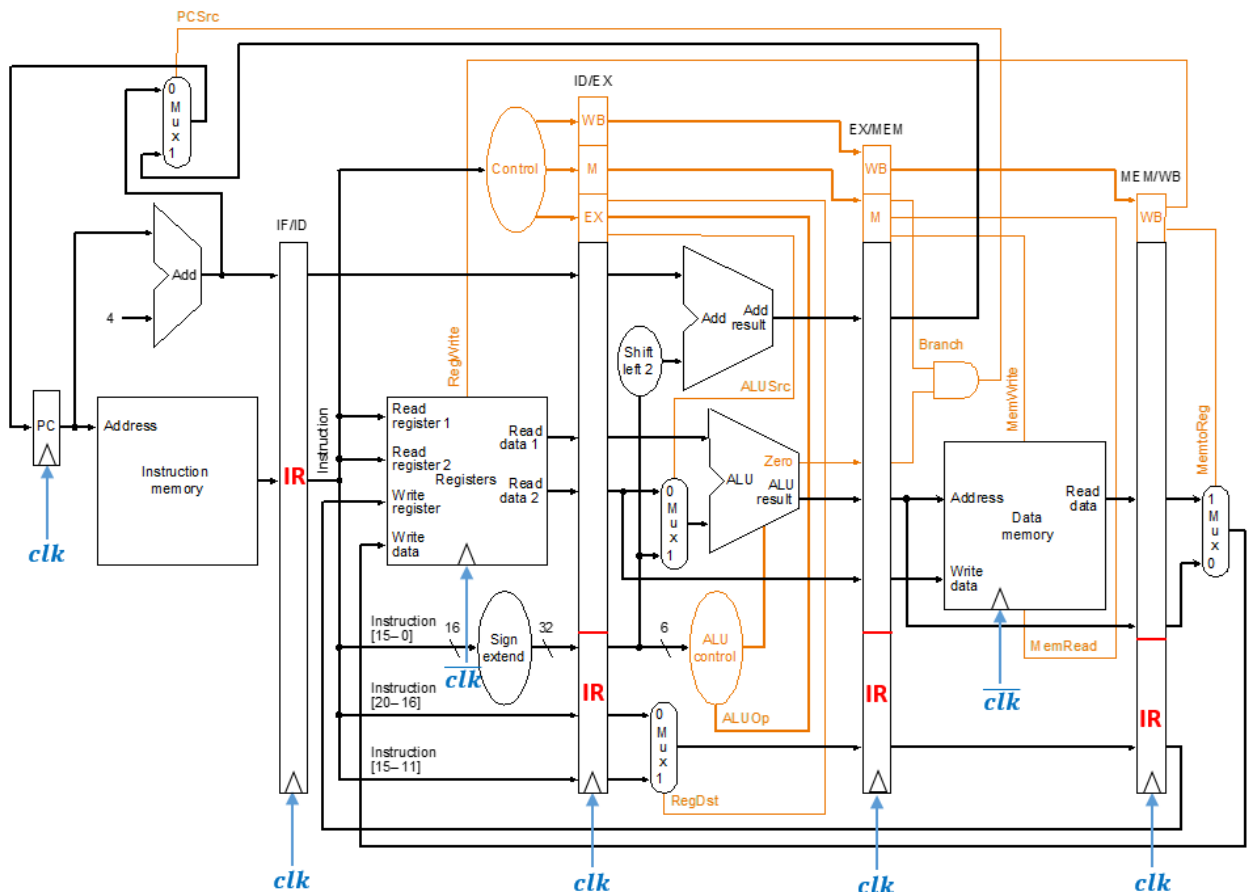 PCSrc
0
M
u
x
1
ID/EX
WB
M
EX
Control
EX/MEM
WB
M
MEM/WB
WB
IF/ID
Add
4
Add
Add
result
Shift
left 2
Branch
RegWrite
ALUSrc
MemWrite
MemtoReg
PC
Address
Instruction
memory
clk
IR
Instruction
Read
register 1
Read
register 2
Registers
Write
register
Write
data
Read
data 1
Read
data 2
0
M
u
x
1
Zero
ALU
ALU
result
Address
Read
data
Data
memory
Write
data
1
M
u
x
0
Instruction
[15–0]
16
Sign
extend
32
6
ALU
control
MemRead
clk
clk
Instruction
[20–16]
IR
IR
IR
ALUOp
0
M
u
x
1
Instruction
[15–11]
RegDst
clk
clk
clk
clk